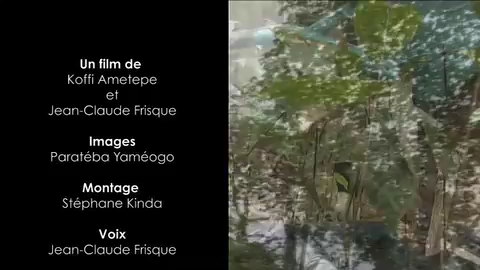 Un film de
Koffi Ametepe
et
Jean-Claude Frisque
Images
Paratéba Yaméogo
Montage
Stéphane Kinda
Voix
Jean-Claude Frisque